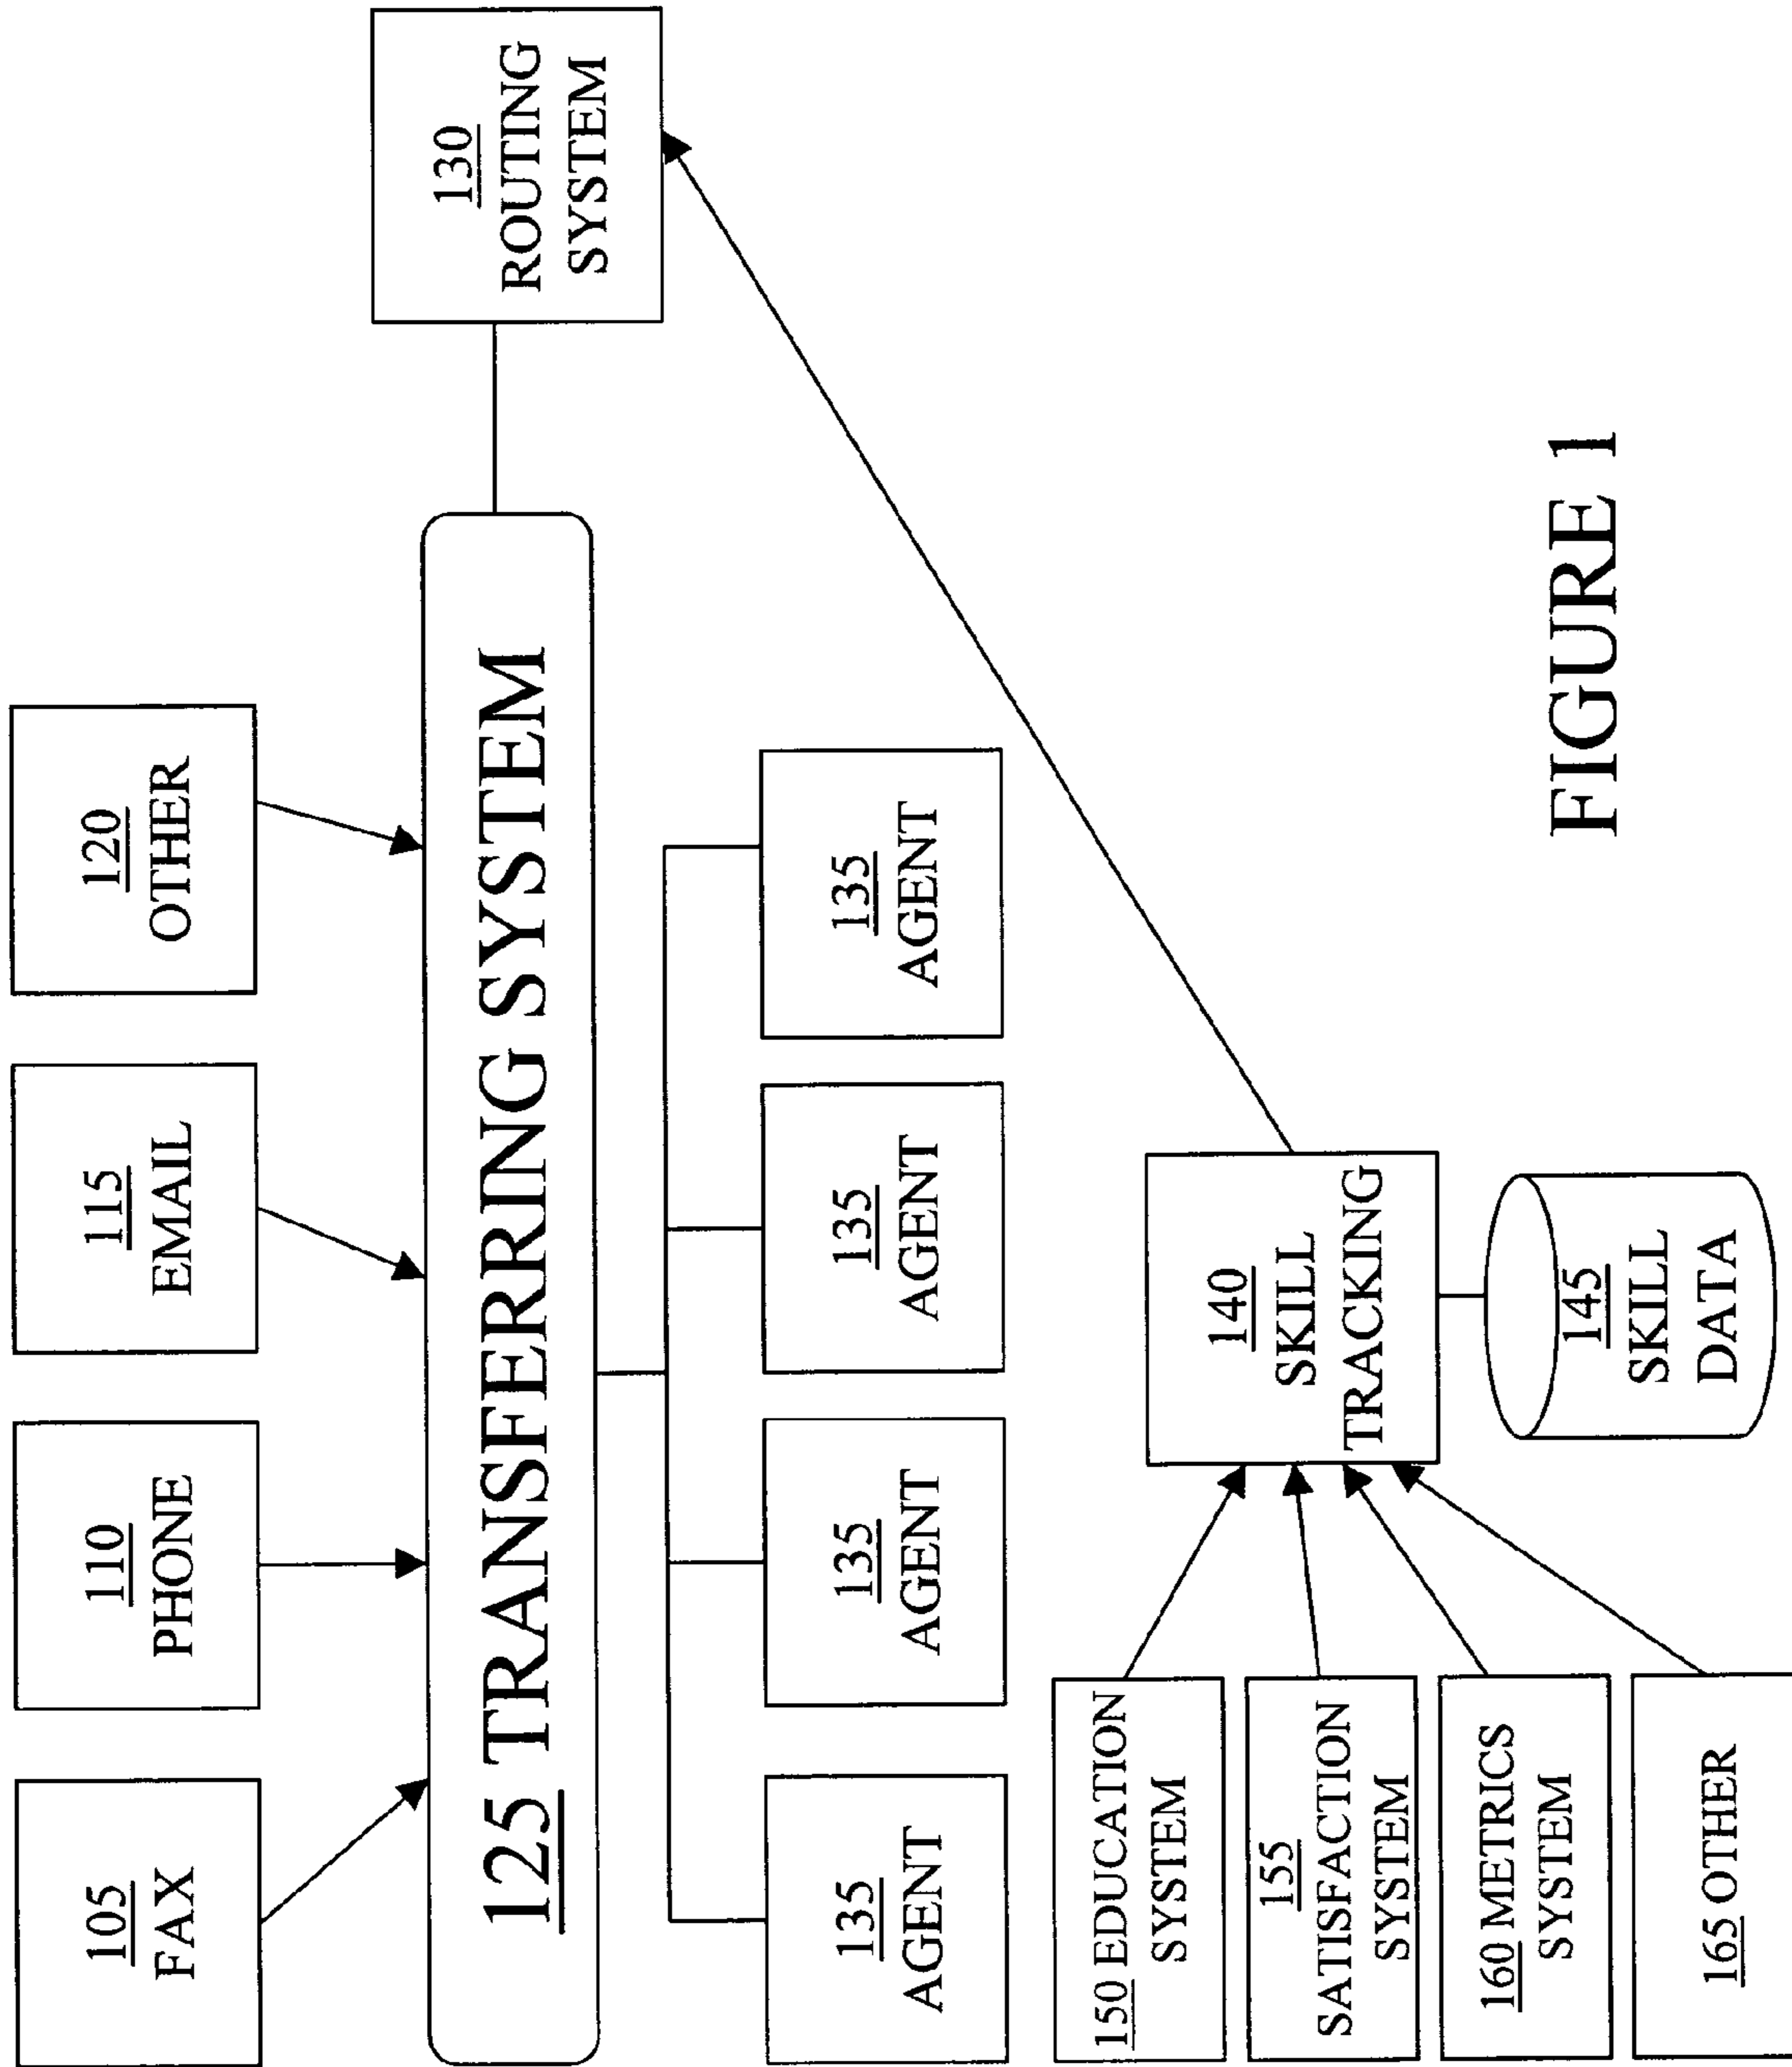 105
FAX
110
PHONE
115
EMAIL
120
OTHER
125 TRANSFERRING SYSTEM
130
ROUTING
SYSTEM
135
AGENT
135
AGENT
135
AGENT
135
AGENT
150 EDUCATION
SYSTEM
155
SATISFACTION
SYSTEM
160 METRICS
SYSTEM
165 OTHER
140
SKILL
TRACKING
145
SKILL
DATA
FIGURE 1